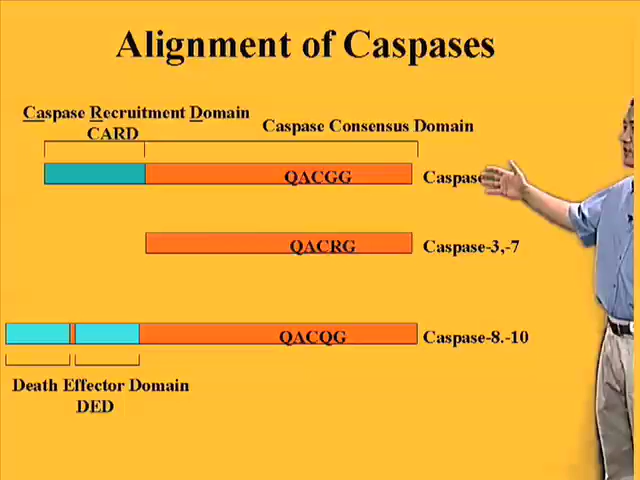 Alignment of Caspases
Caspase Recruitment Domain
CARD
Caspase Consensus Domain
QACGG
Caspase
QACRG
Caspase-3,-7
QACQG
Caspase-8.-10
Death Effector Domain
DED